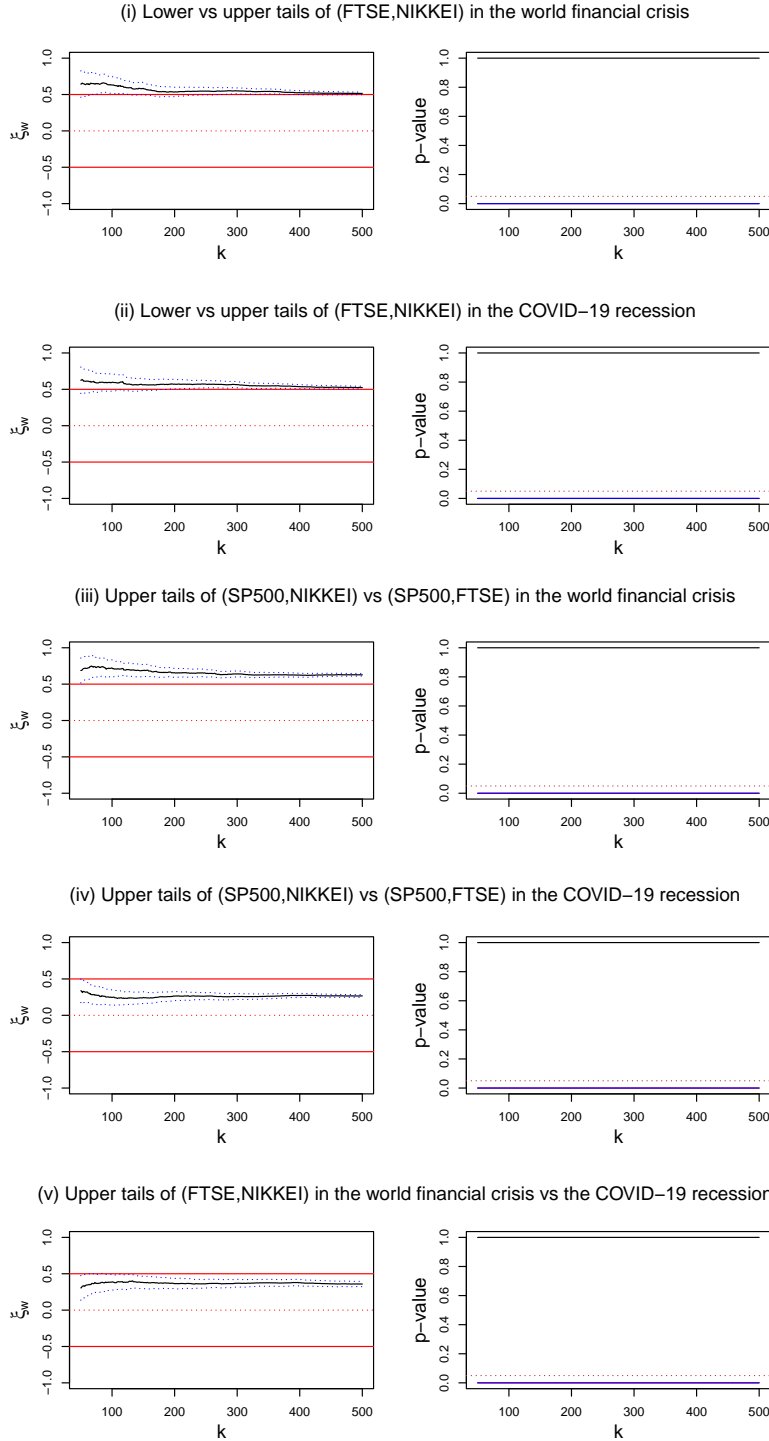 (i) Lower vs upper tails of (FTSE,NIKKEI) in the world financial crisis
ξw
1.0
0.5
0.0
−0.5
−1.0
100 200 300 400 500
k
p−value
1.0
0.8
0.6
0.4
0.2
0.0
100 200 300 400 500
k
(ii) Lower vs upper tails of (FTSE,NIKKEI) in the COVID−19 recession
ξw
1.0
0.5
0.0
−0.5
−1.0
100 200 300 400 500
k
p−value
1.0
0.8
0.6
0.4
0.2
0.0
100 200 300 400 500
k
(iii) Upper tails of (SP500,NIKKEI) vs (SP500,FTSE) in the world financial crisis
ξw
1.0
0.5
0.0
−0.5
−1.0
100 200 300 400 500
k
p−value
1.0
0.8
0.6
0.4
0.2
0.0
100 200 300 400 500
k
(iv) Upper tails of (SP500,NIKKEI) vs (SP500,FTSE) in the COVID−19 recession
ξw
1.0
0.5
0.0
−0.5
−1.0
100 200 300 400 500
k
p−value
1.0
0.8
0.6
0.4
0.2
0.0
100 200 300 400 500
k
(v) Upper tails of (FTSE,NIKKEI) in the world financial crisis vs the COVID−19 recession
ξw
1.0
0.5
0.0
−0.5
−1.0
100 200 300 400 500
k
p−value
1.0
0.8
0.6
0.4
0.2
0.0
100 200 300 400 500
k